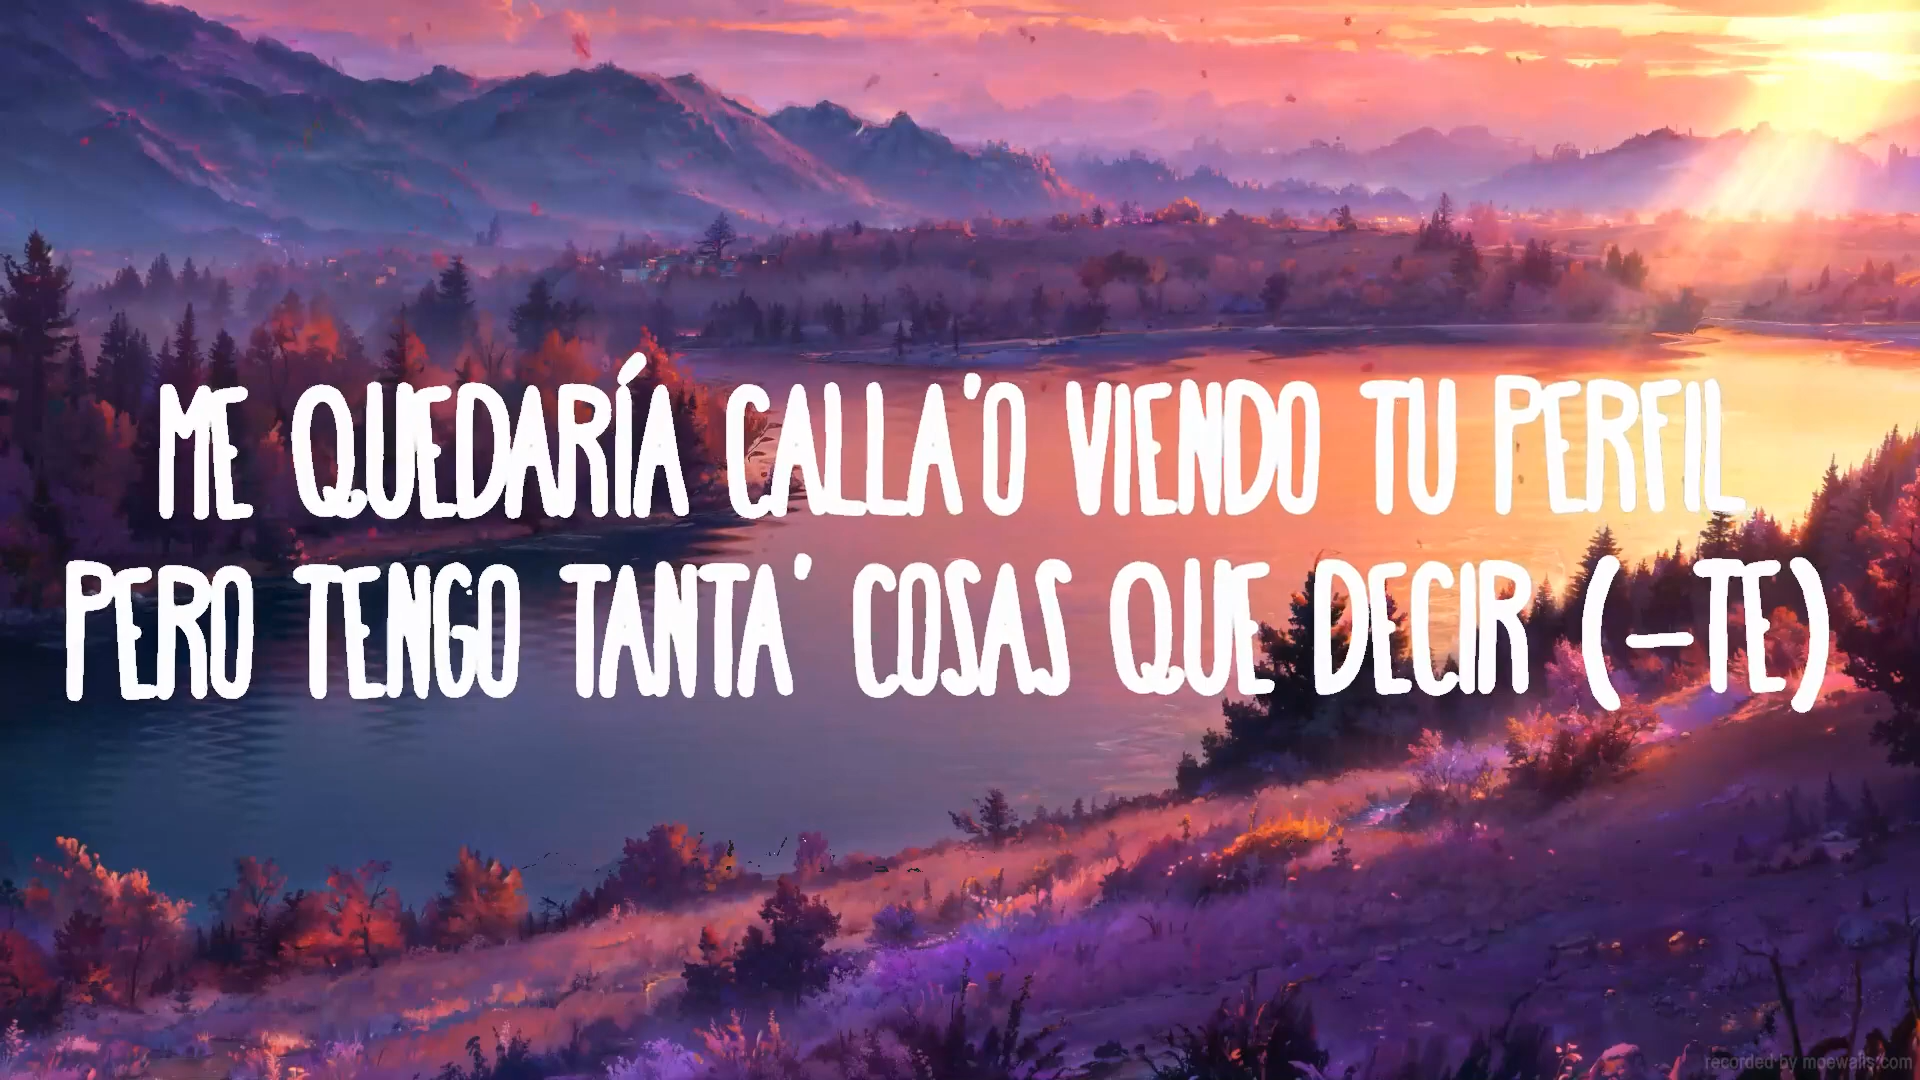 ME QUEDARÍA CALLA'O VIENDO TU PERFIL
PERO TENGO TANTA' COSAS QUE DECIR (-TE)
recorded by moewalls.com